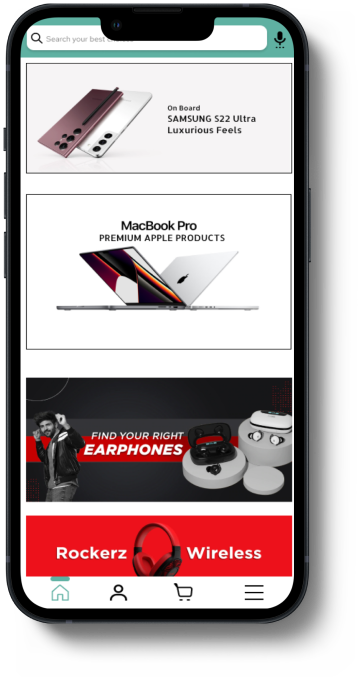 Search your best
On Board
SAMSUNG S22 Ultra
Luxurious Feels
MacBook Pro
PREMIUM APPLE PRODUCTS
FIND YOUR RIGHT
EARPHONES
Rockerz Wireless